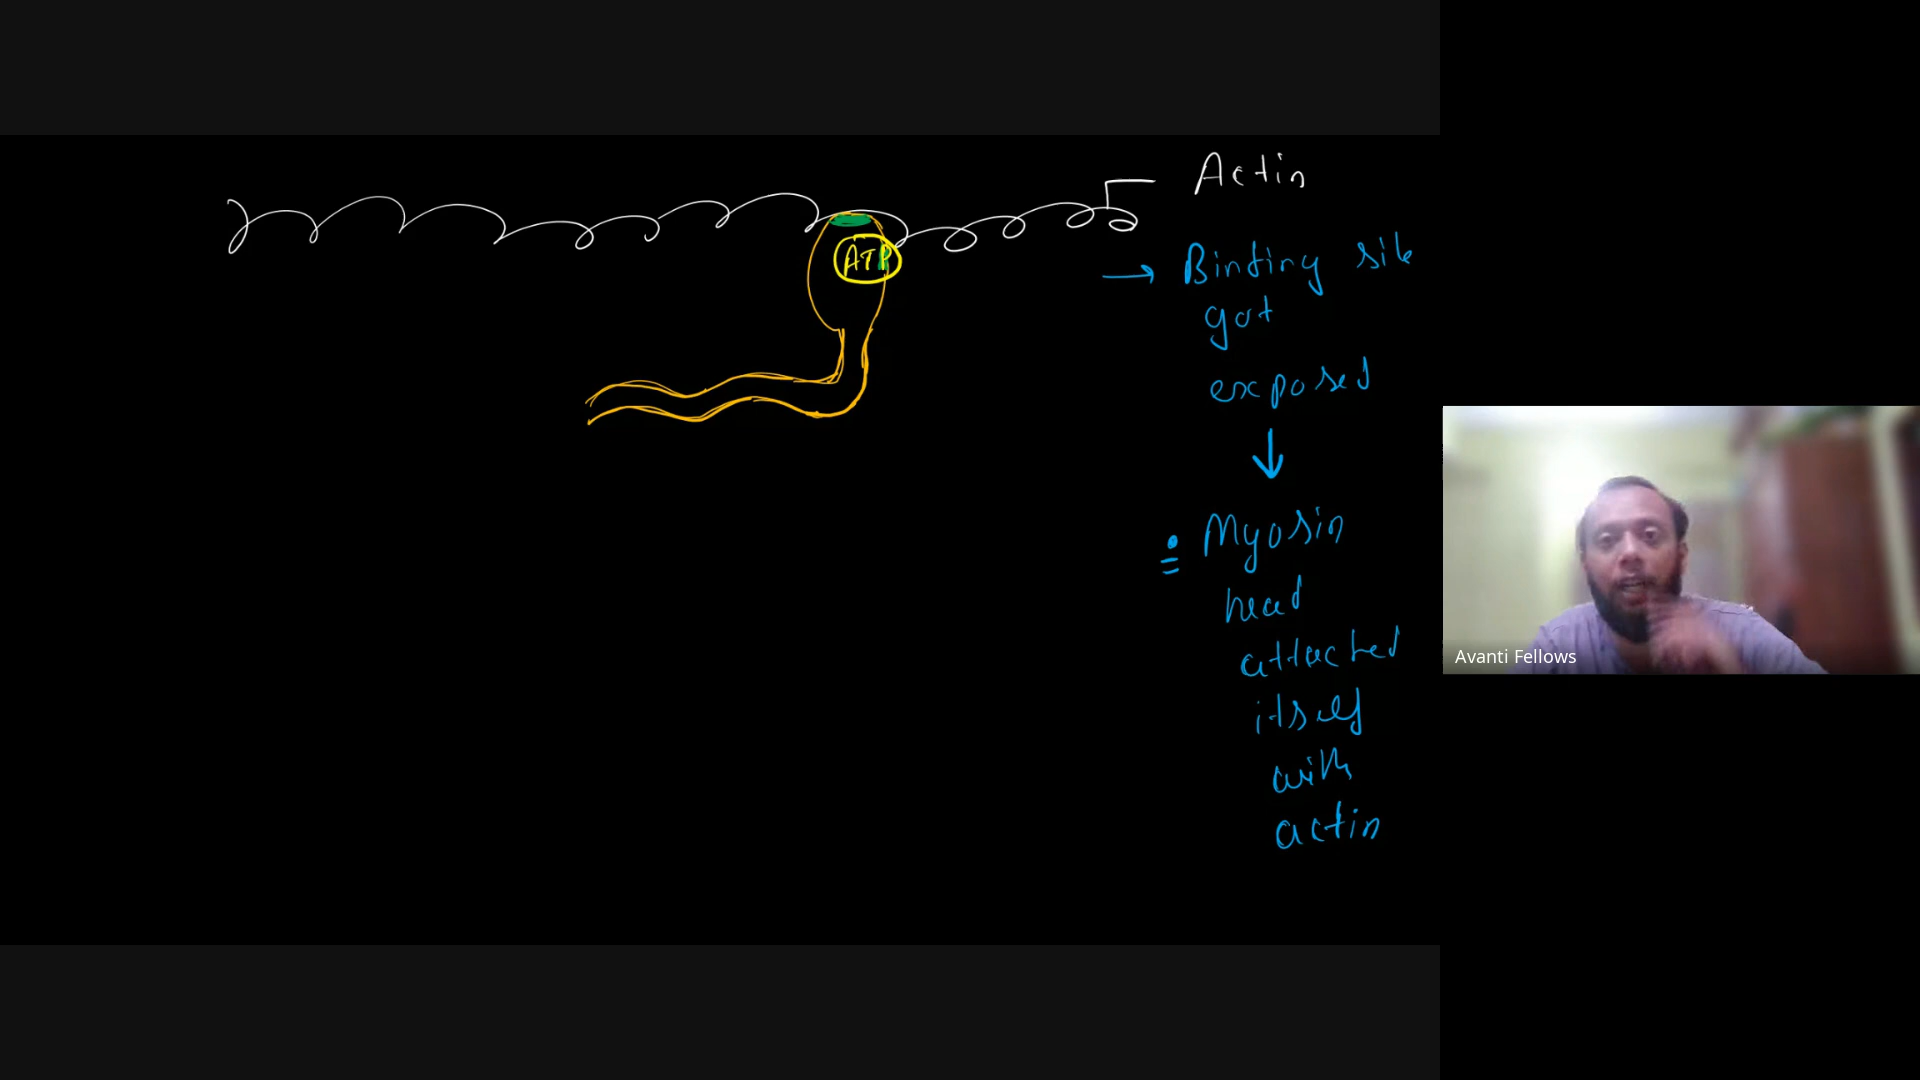 Actin
ATP
→ Binding site
got
exposed
↓
Myosin
head
attached
itself
with
actin
Avanti Fellows